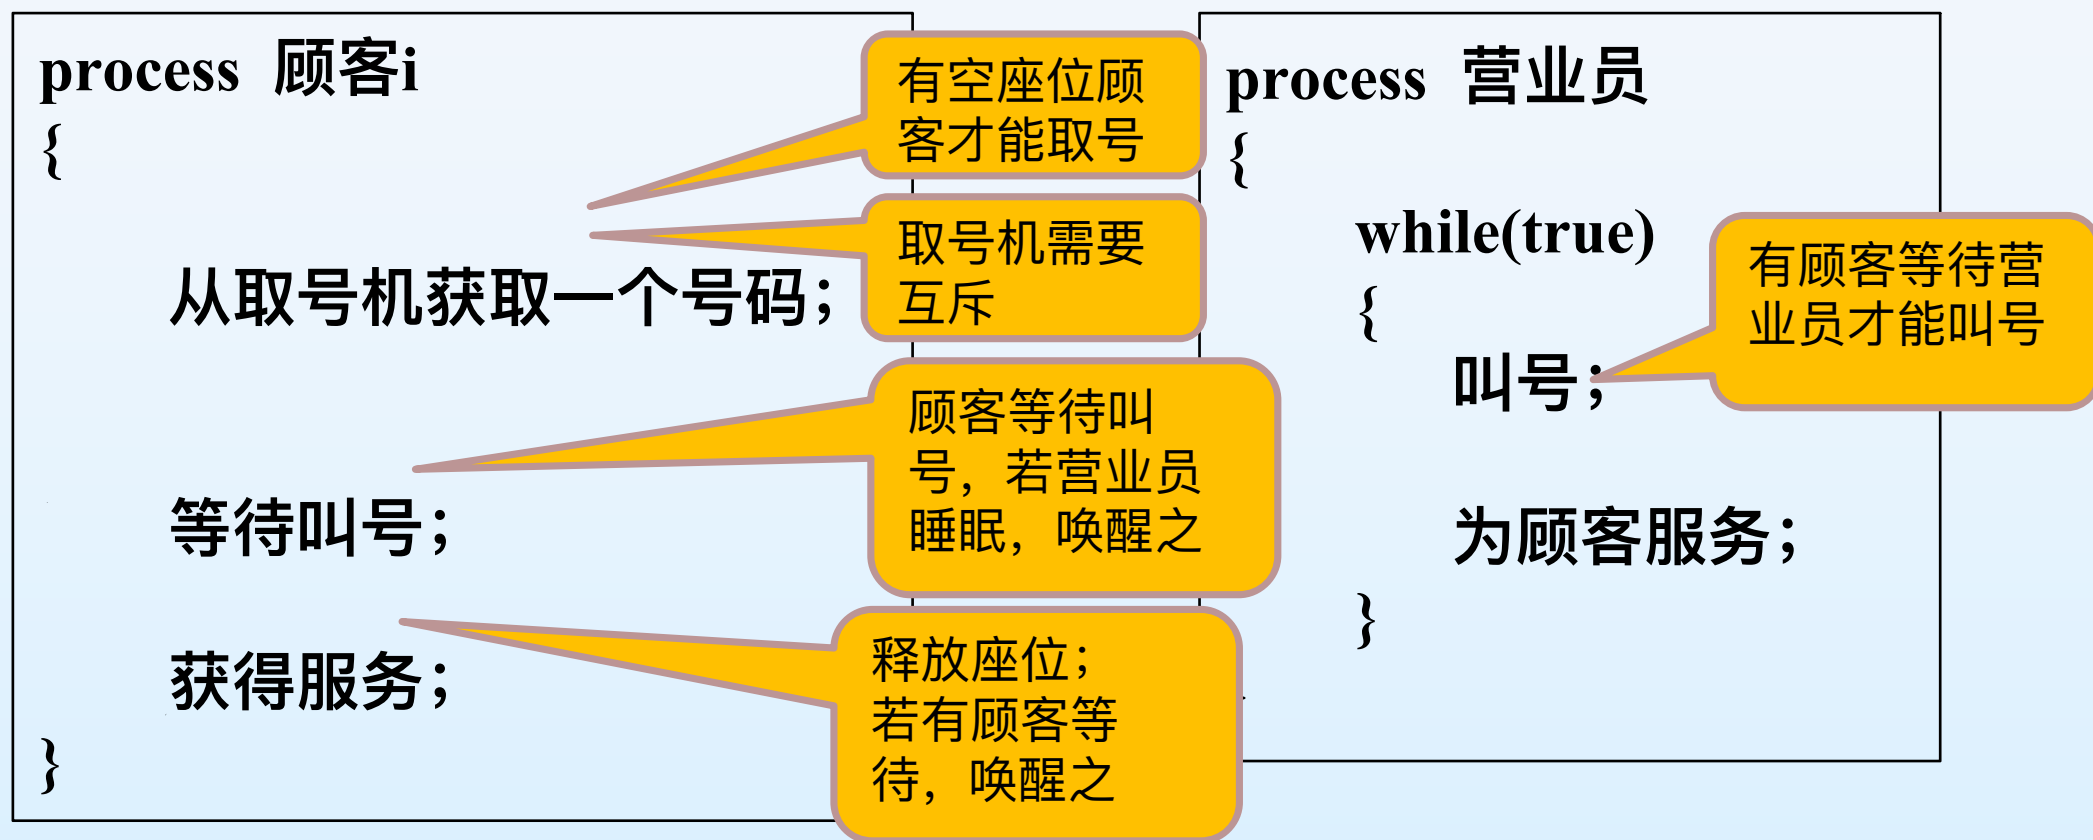 process 顾客i
{
从取号机获取一个号码；
等待叫号；
获得服务；
}
有空座位顾
客才能取号
取号机需要
互斥
顾客等待叫
号，若营业员
睡眠，唤醒之
释放座位；
若有顾客等
待，唤醒之
process 营业员
{
while(true)
{
叫号；
为顾客服务；
}
有顾客等待营
业员才能叫号